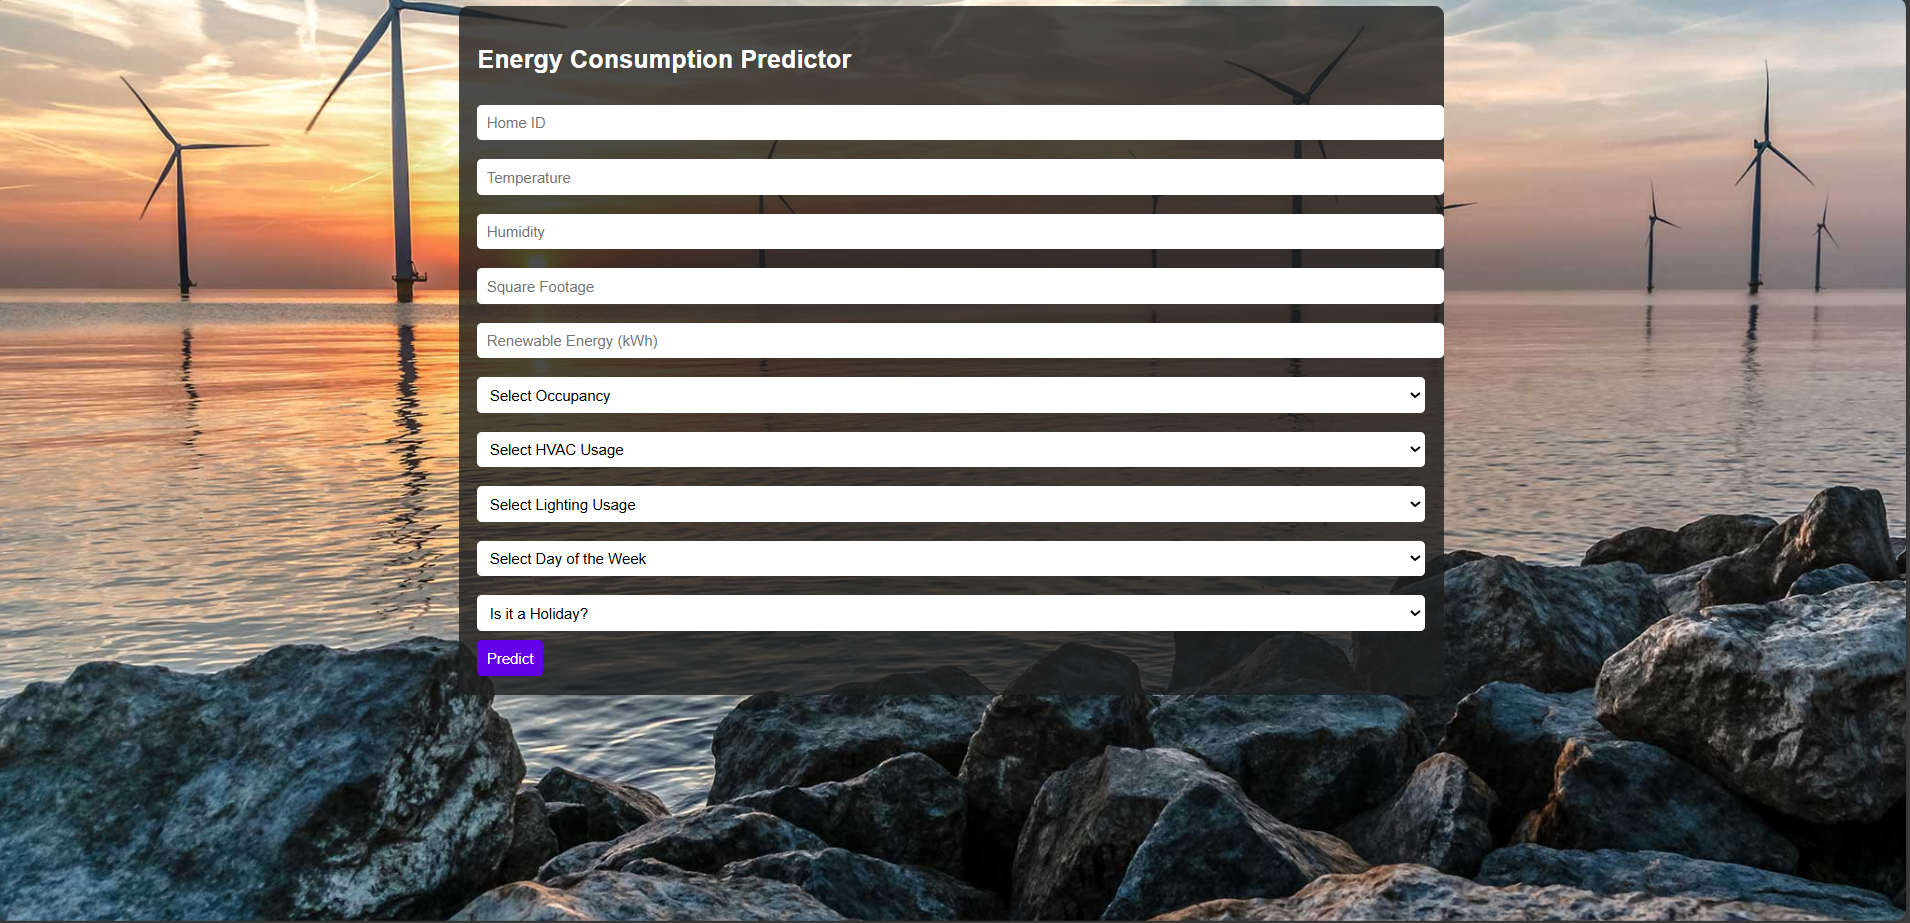 Energy Consumption Predictor
Home ID
Temperature
Humidity
Square Footage
Renewable Energy (kWh)
Select Occupancy
Select HVAC Usage
Select Lighting Usage
Select Day of the Week
Is it a Holiday?
Predict